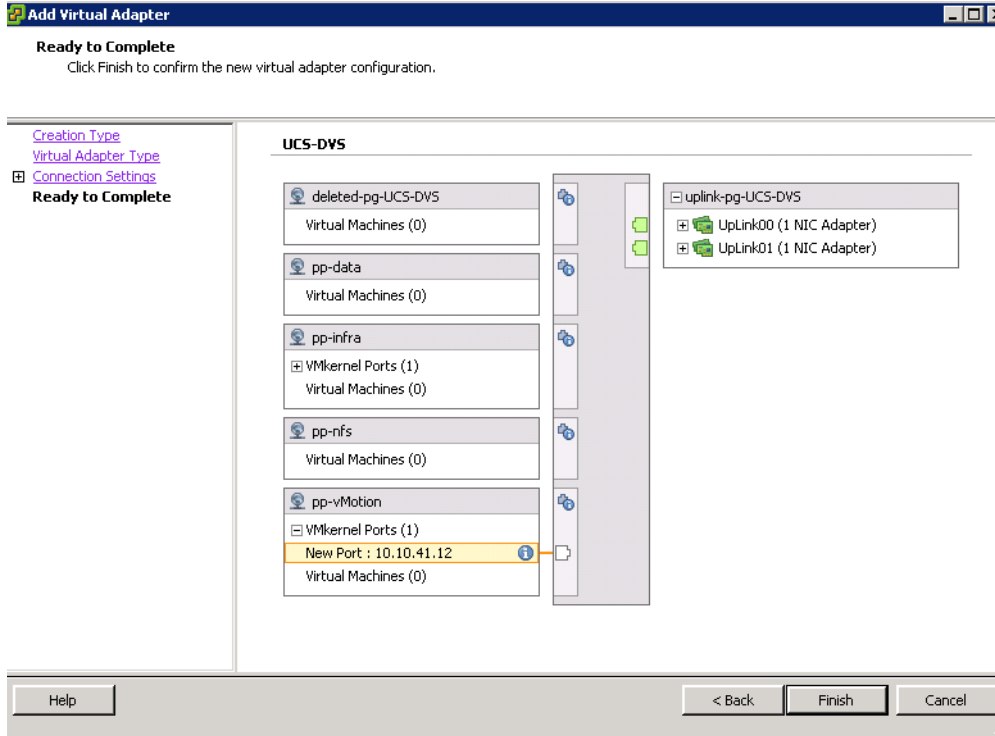 Add Virtual Adapter
Ready to Complete
Click Finish to confirm the new virtual adapter configuration.
Creation Type
Virtual Adapter Type
Connection Settings
Ready to Complete
UCS-DVS
deleted-pg-UCS-DVS
Virtual Machines (0)
pp-data
Virtual Machines (0)
pp-infra
VMkernel Ports (1)
Virtual Machines (0)
pp-nfs
Virtual Machines (0)
pp-vMotion
VMkernel Ports (1)
New Port : 10.10.41.12
Virtual Machines (0)
uplink-pg-UCS-DVS
UpLink00 (1 NIC Adapter)
UpLink01 (1 NIC Adapter)
Help
< Back
Finish
Cancel